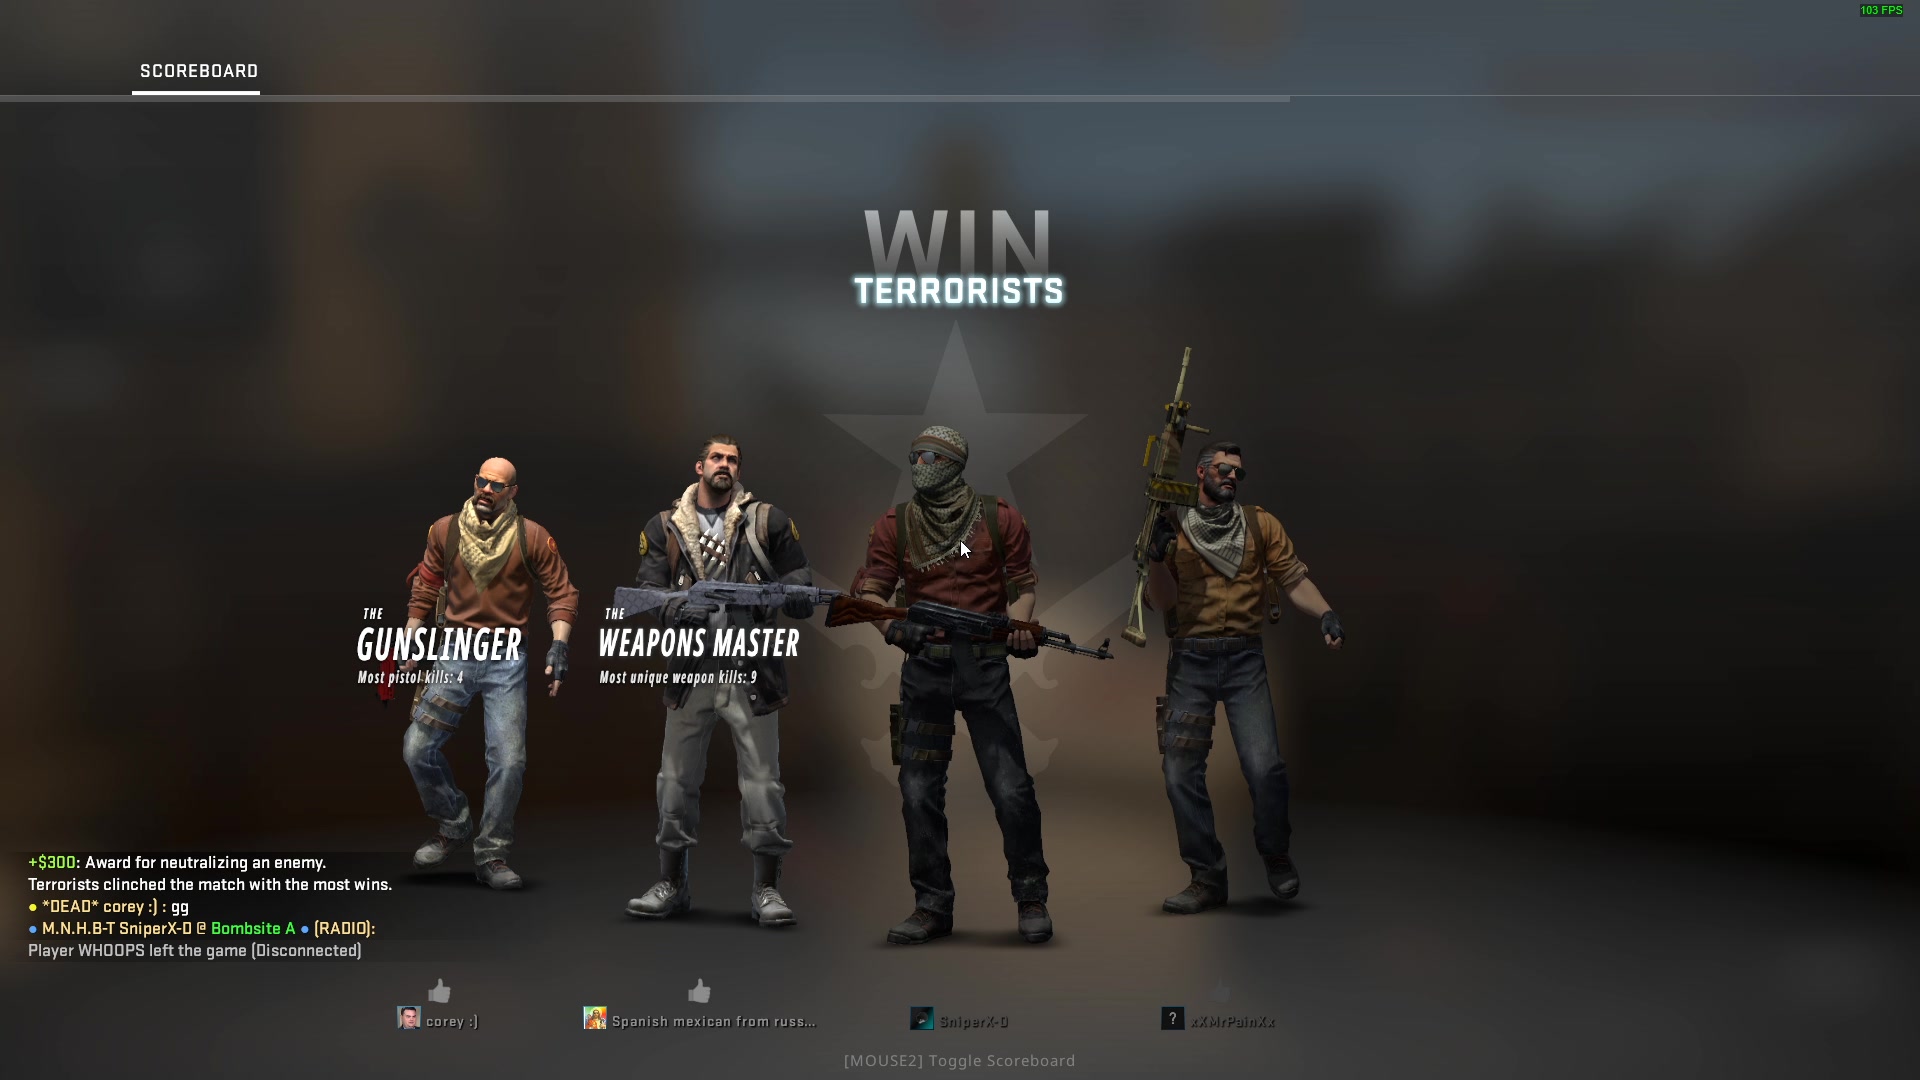 103 FPS
SCOREBOARD
WIN
TERRORISTS
THE
GUNSLINGER
Most pistol kills: 4
THE
WEAPONS MASTER
Most unique weapon kills: 9
+$300: Award for neutralizing an enemy.
Terrorists clinched the match with the most wins.
● *DEAD* corey :) : gg
● M.N.H.B-T SniperX-D @ Bombsite A ● (RADIO):
Player WHOOPS left the game (Disconnected)
corey :)
Spanish mexican from russ...
SniperX-D
? xXMrPainXx
[MOUSE2] Toggle Scoreboard